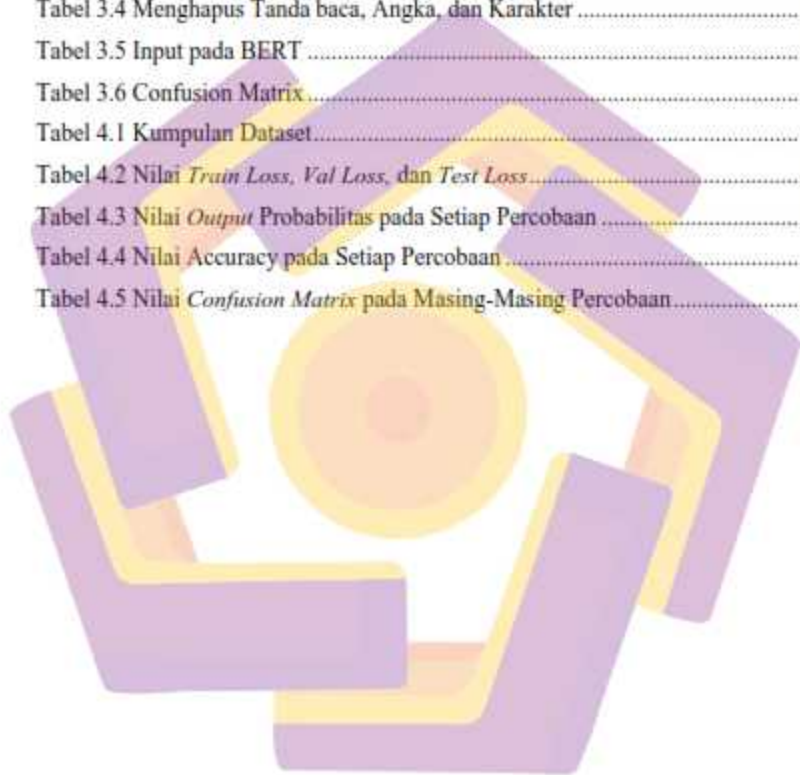 Tabel 3.4 Menghapus Tanda baca, Angka, dan Karakter ....................................
Tabel 3.5 Input pada BERT ....................................................................................
Tabel 3.6 Confusion Matrix ...................................................................................
Tabel 4.1 Kumpulan Dataset..................................................................................
Tabel 4.2 Nilai Train Loss, Val Loss, dan Test Loss .............................................
Tabel 4.3 Nilai Output Probabilitas pada Setiap Percobaan .................................
Tabel 4.4 Nilai Accuracy pada Setiap Percobaan .................................................
Tabel 4.5 Nilai Confusion Matrix pada Masing-Masing Percobaan.....................